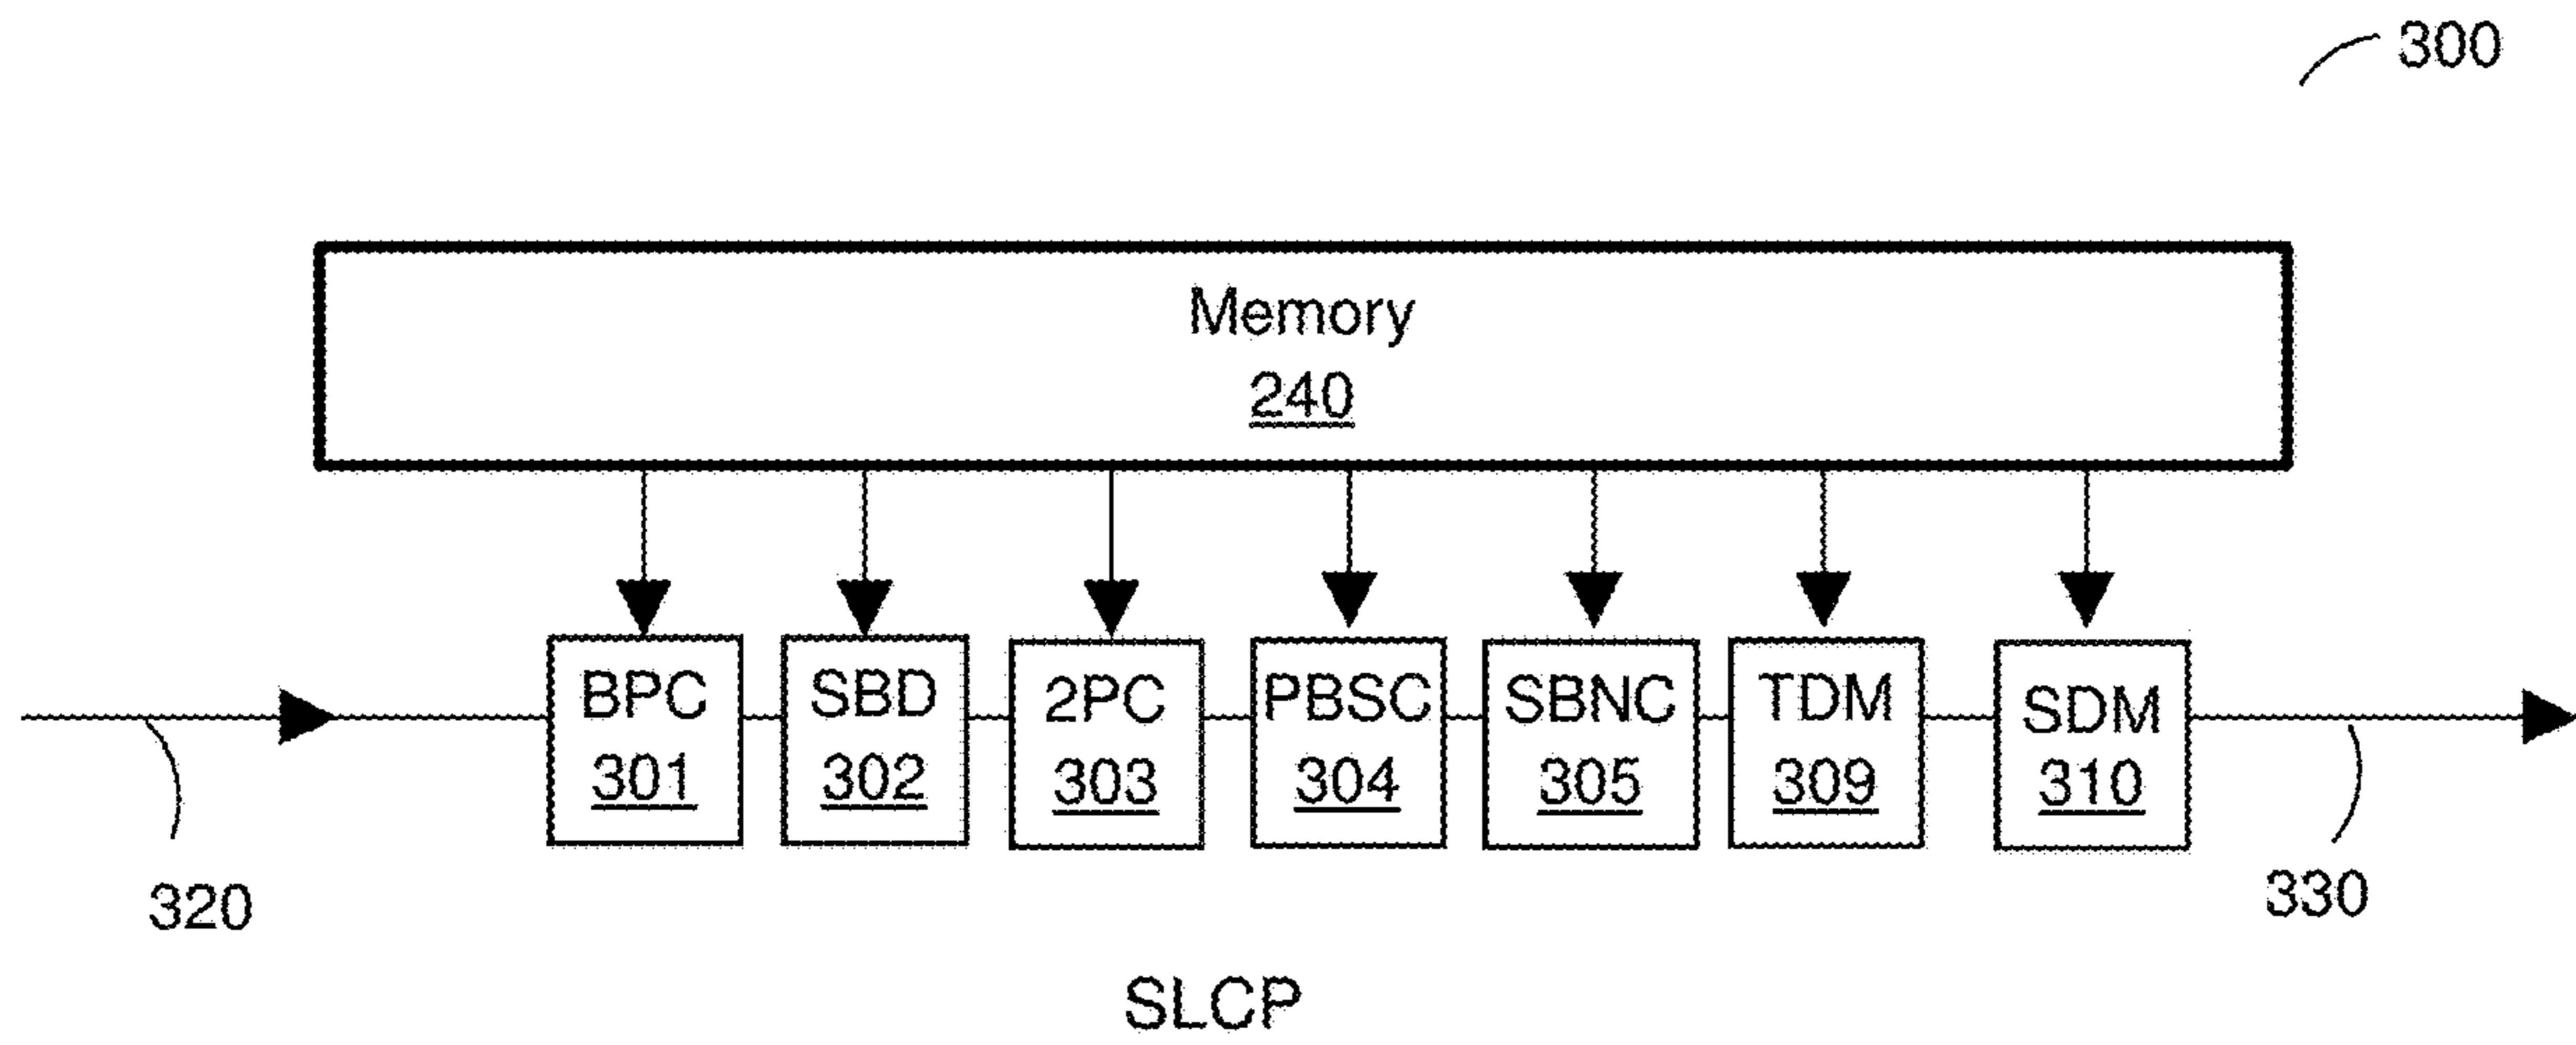 300
Memory
240
BPC
301
SBD
302
2PC
303
PBSC
304
SBNC
305
TDM
309
SDM
310
320
330
SLCP